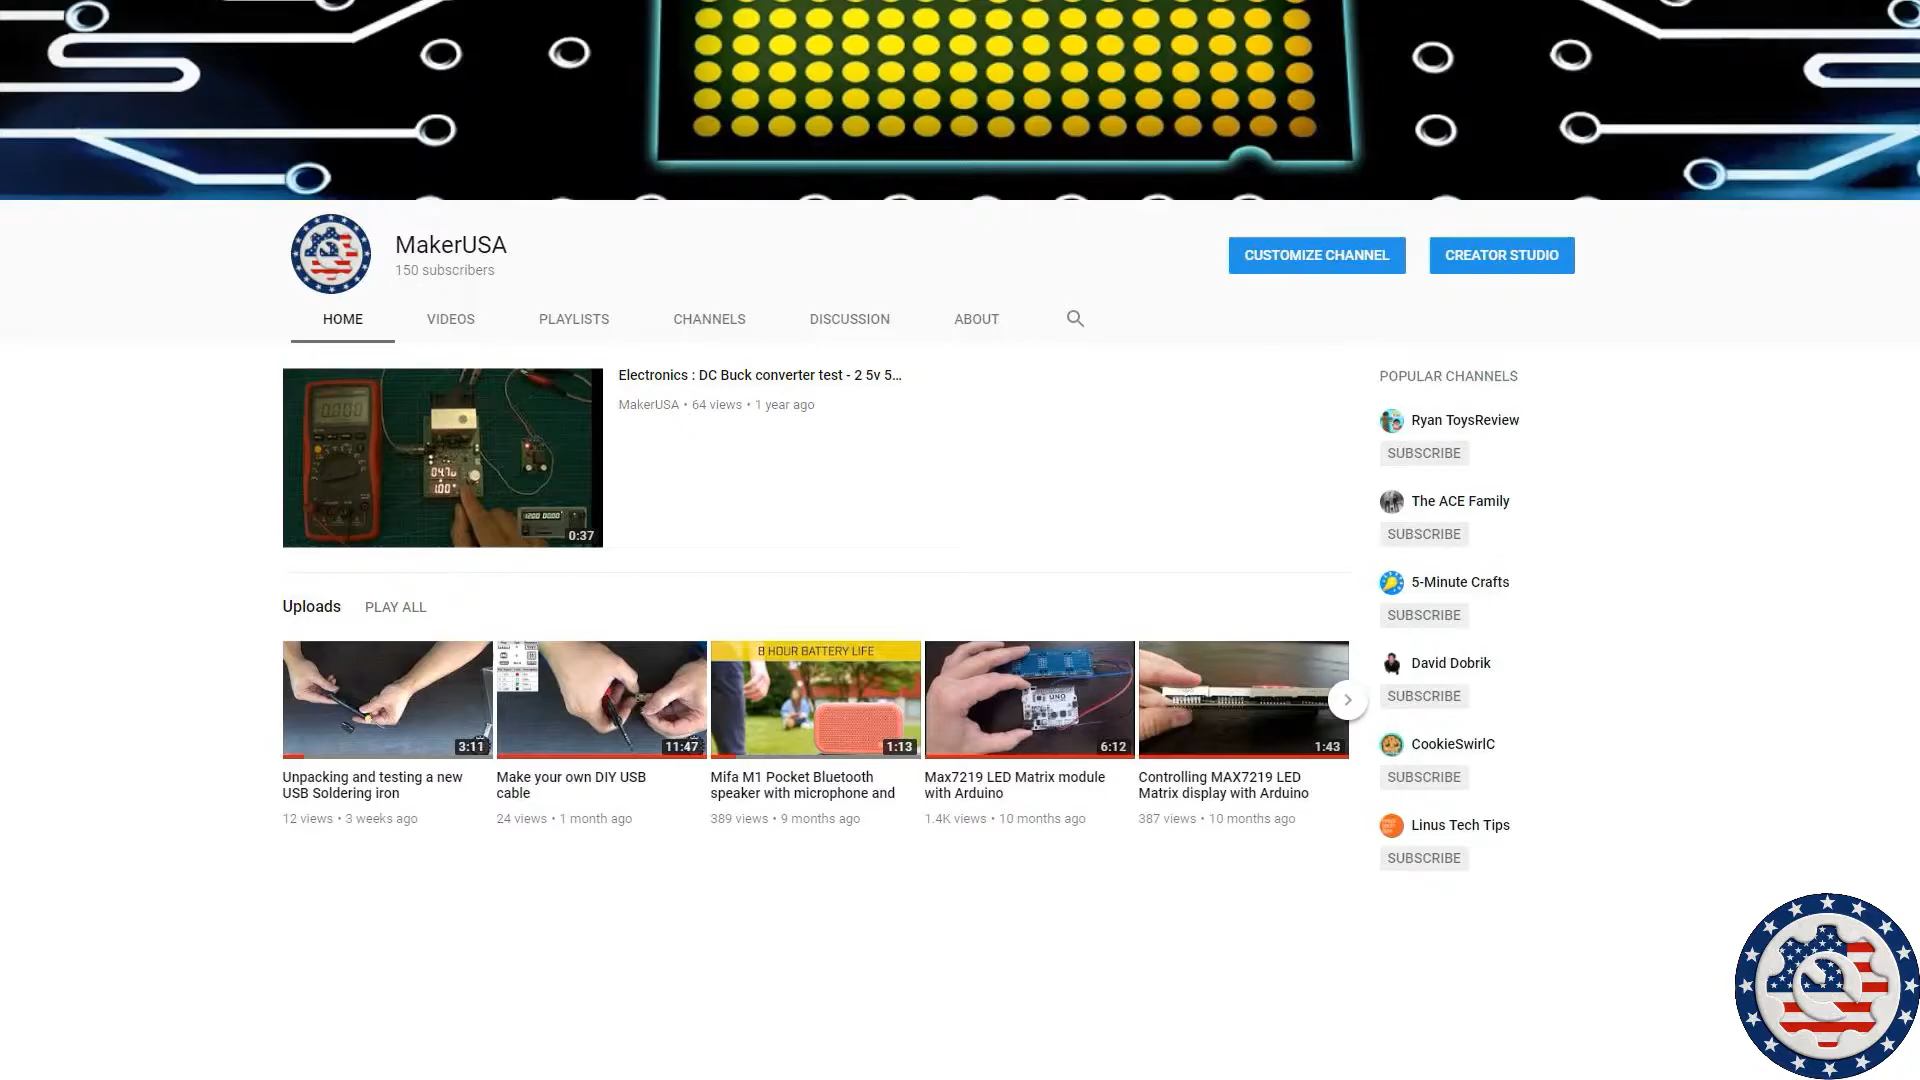 MakerUSA
150 subscribers
CUSTOMIZE CHANNEL
CREATOR STUDIO
HOME
VIDEOS
PLAYLISTS
CHANNELS
DISCUSSION
ABOUT
Electronics : DC Buck converter test - 2 5v 5...
MakerUSA • 64 views • 1 year ago
0:37
Uploads
PLAY ALL
3:11
Unpacking and testing a new
USB Soldering iron
12 views • 3 weeks ago
11:47
Make your own DIY USB
cable
24 views • 1 month ago
8 HOUR BATTERY LIFE
1:13
Mifa M1 Pocket Bluetooth
speaker with microphone and
389 views • 9 months ago
UNO
6:12
Max7219 LED Matrix module
with Arduino
1.4K views • 10 months ago
1:43
Controlling MAX7219 LED
Matrix display with Arduino
387 views • 10 months ago
POPULAR CHANNELS
Ryan ToysReview
SUBSCRIBE
The ACE Family
SUBSCRIBE
5-Minute Crafts
SUBSCRIBE
David Dobrik
SUBSCRIBE
CookieSwirlC
SUBSCRIBE
Linus Tech Tips
SUBSCRIBE